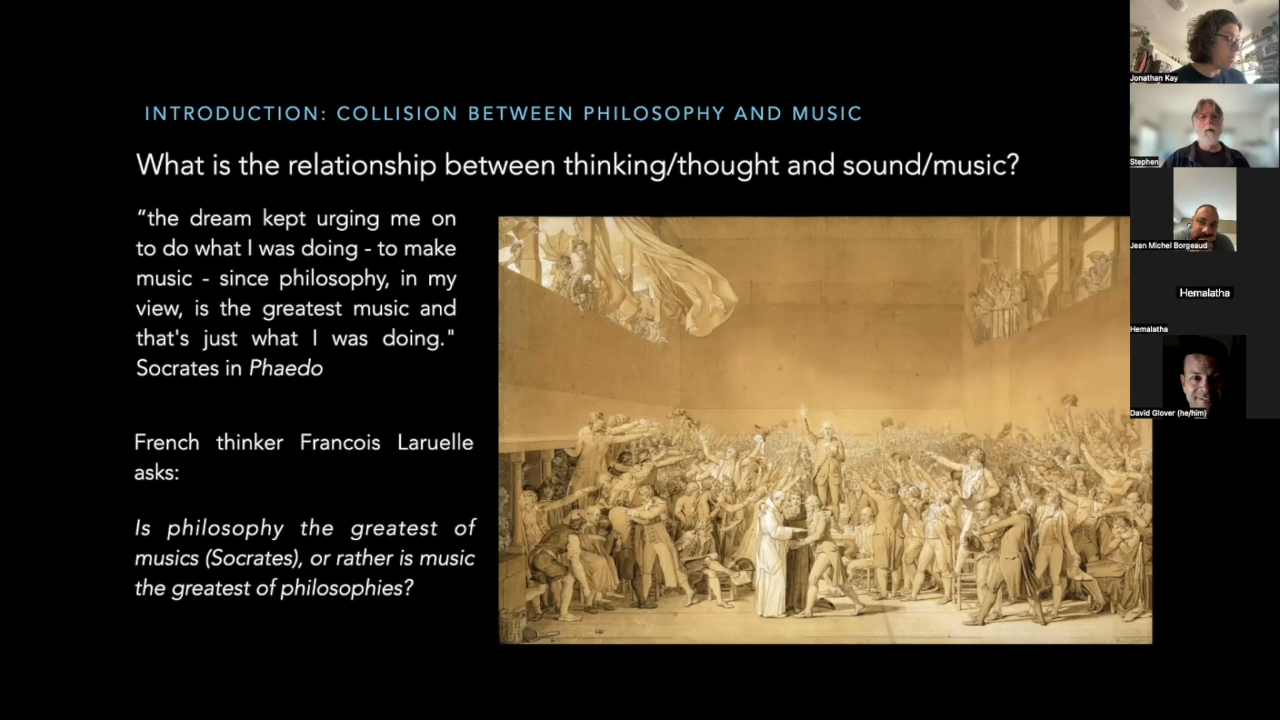 INTRODUCTION: COLLISION BETWEEN PHILOSOPHY AND MUSIC
What is the relationship between thinking/thought and sound/music?
“the dream kept urging me on
to do what I was doing - to make
music - since philosophy, in my
view, is the greatest music and
that's just what I was doing."
Socrates in Phaedo
French thinker Francois Laruelle
asks:
Is philosophy the greatest of
musics (Socrates), or rather is music
the greatest of philosophies?
Jonathan Kay
Stephen
Jean Michel Borgeaud
Hemalatha
Hemalatha
David Glover (he/him)